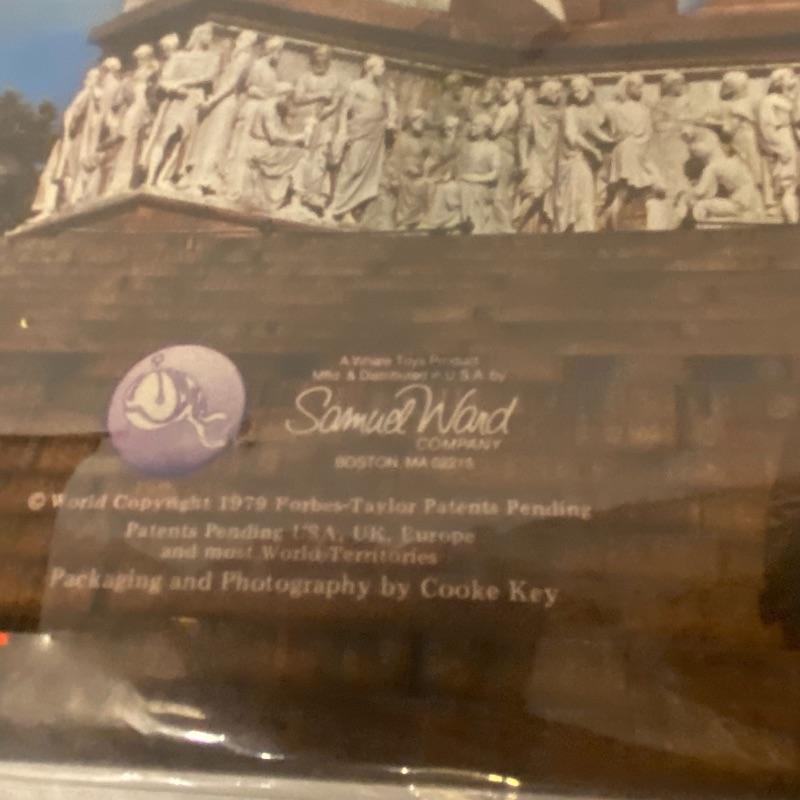 A Whale Toys Product
Mfg. & Distributed in U.S.A. by
Samuel Ward
COMPANY
BOSTON, MA 02215
© World Copyright 1979 Forbes-Taylor Patents Pending
Patents Pending USA, UK, Europe
and most World Territories
Packaging and Photography by Cooke Key